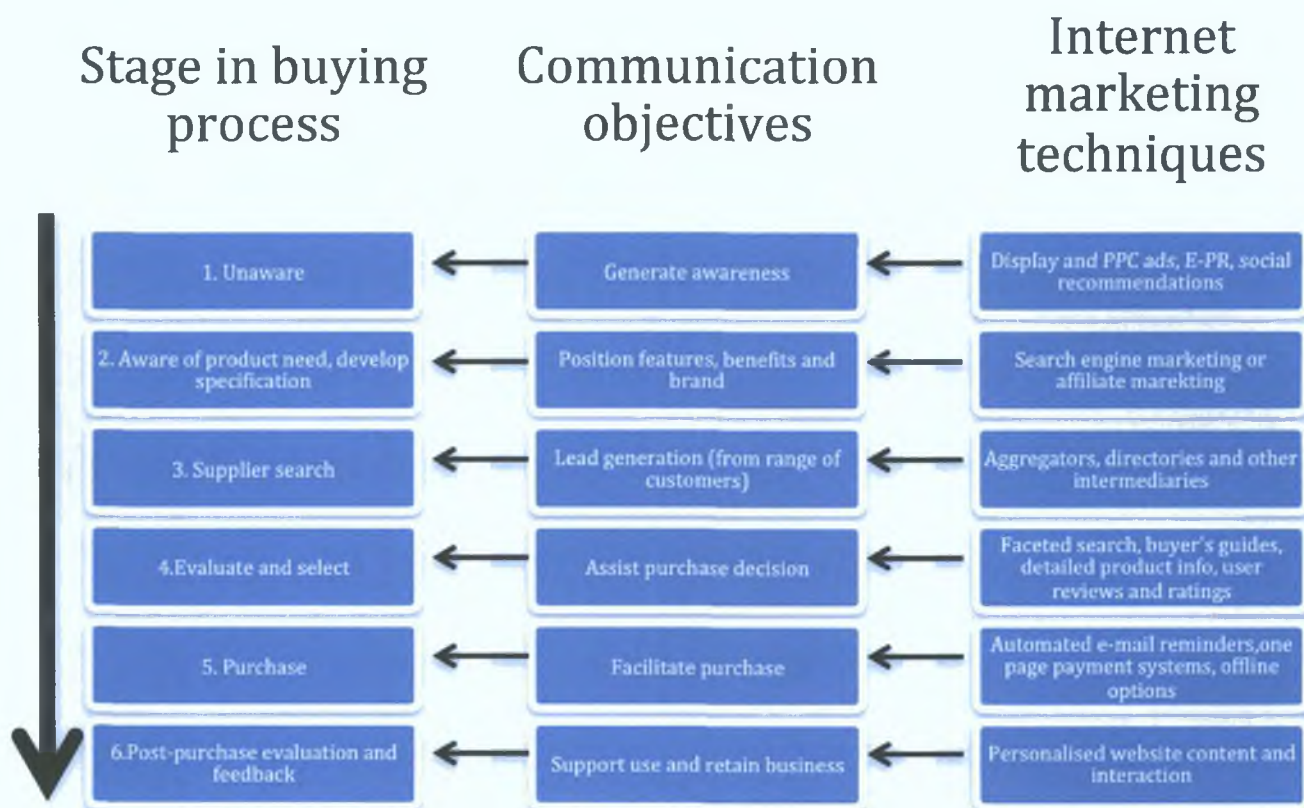 Stage in buying
process
Communication
objectives
Internet
marketing
techniques
1. Unaware
Generate awareness
Display and PPC ads, E-PR, social
recommendations
2. Aware of product need, develop
specification
Position features, benefits and
brand
Search engine marketing or
affiliate marekting
3. Supplier search
Lead generation (from range of
customers)
Aggregators, directories and other
intermediaries
4.Evaluate and select
Assist purchase decision
Faceted search, buyer's guides,
detailed product info, user
reviews and ratings
5. Purchase
Facilitate purchase
Automated e-mail reminders,one
page payment systems, offline
options
6.Post-purchase evaluation and
feedback
Support use and retain business
Personalised website content and
interaction